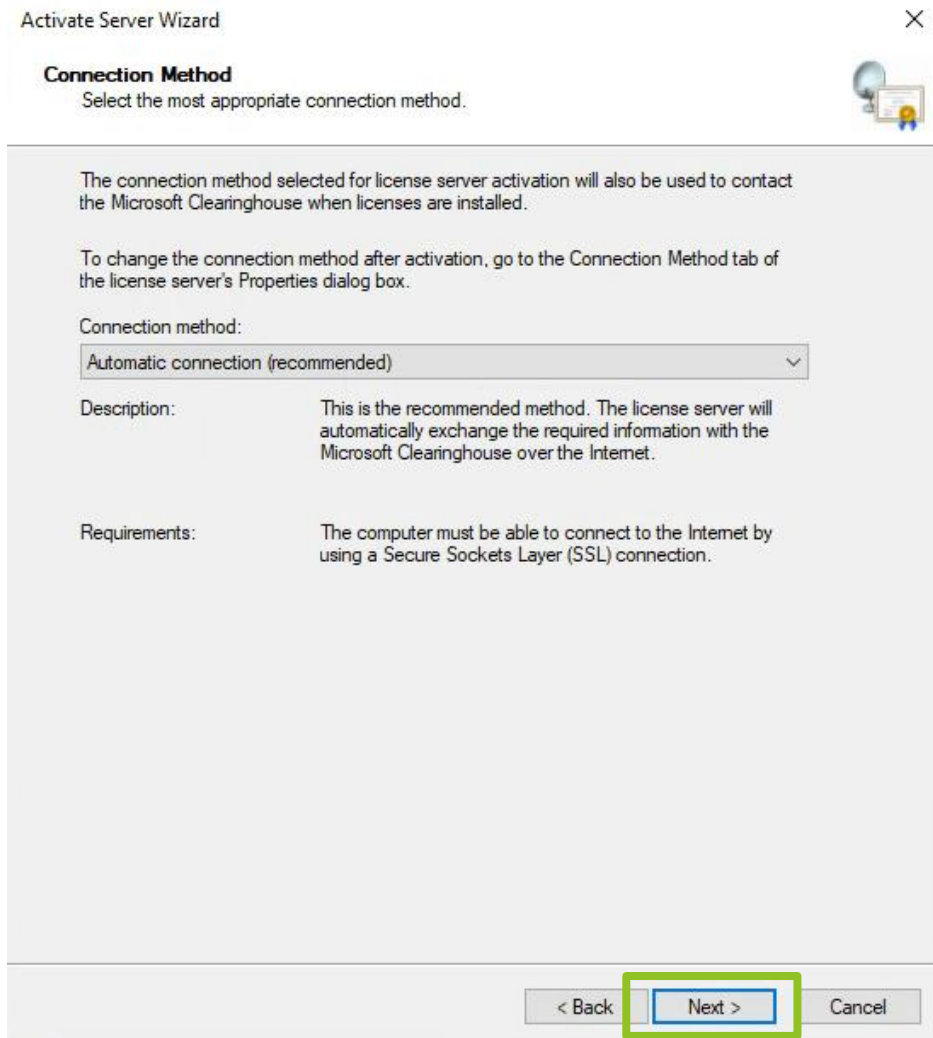 Activate Server Wizard
Connection Method
Select the most appropriate connection method.
The connection method selected for license server activation will also be used to contact
the Microsoft Clearinghouse when licenses are installed.
To change the connection method after activation, go to the Connection Method tab of
the license server's Properties dialog box.
Connection method:
Automatic connection (recommended)
Description: This is the recommended method. The license server will
automatically exchange the required information with the
Microsoft Clearinghouse over the Internet.
Requirements: The computer must be able to connect to the Internet by
using a Secure Sockets Layer (SSL) connection.
< Back Next > Cancel